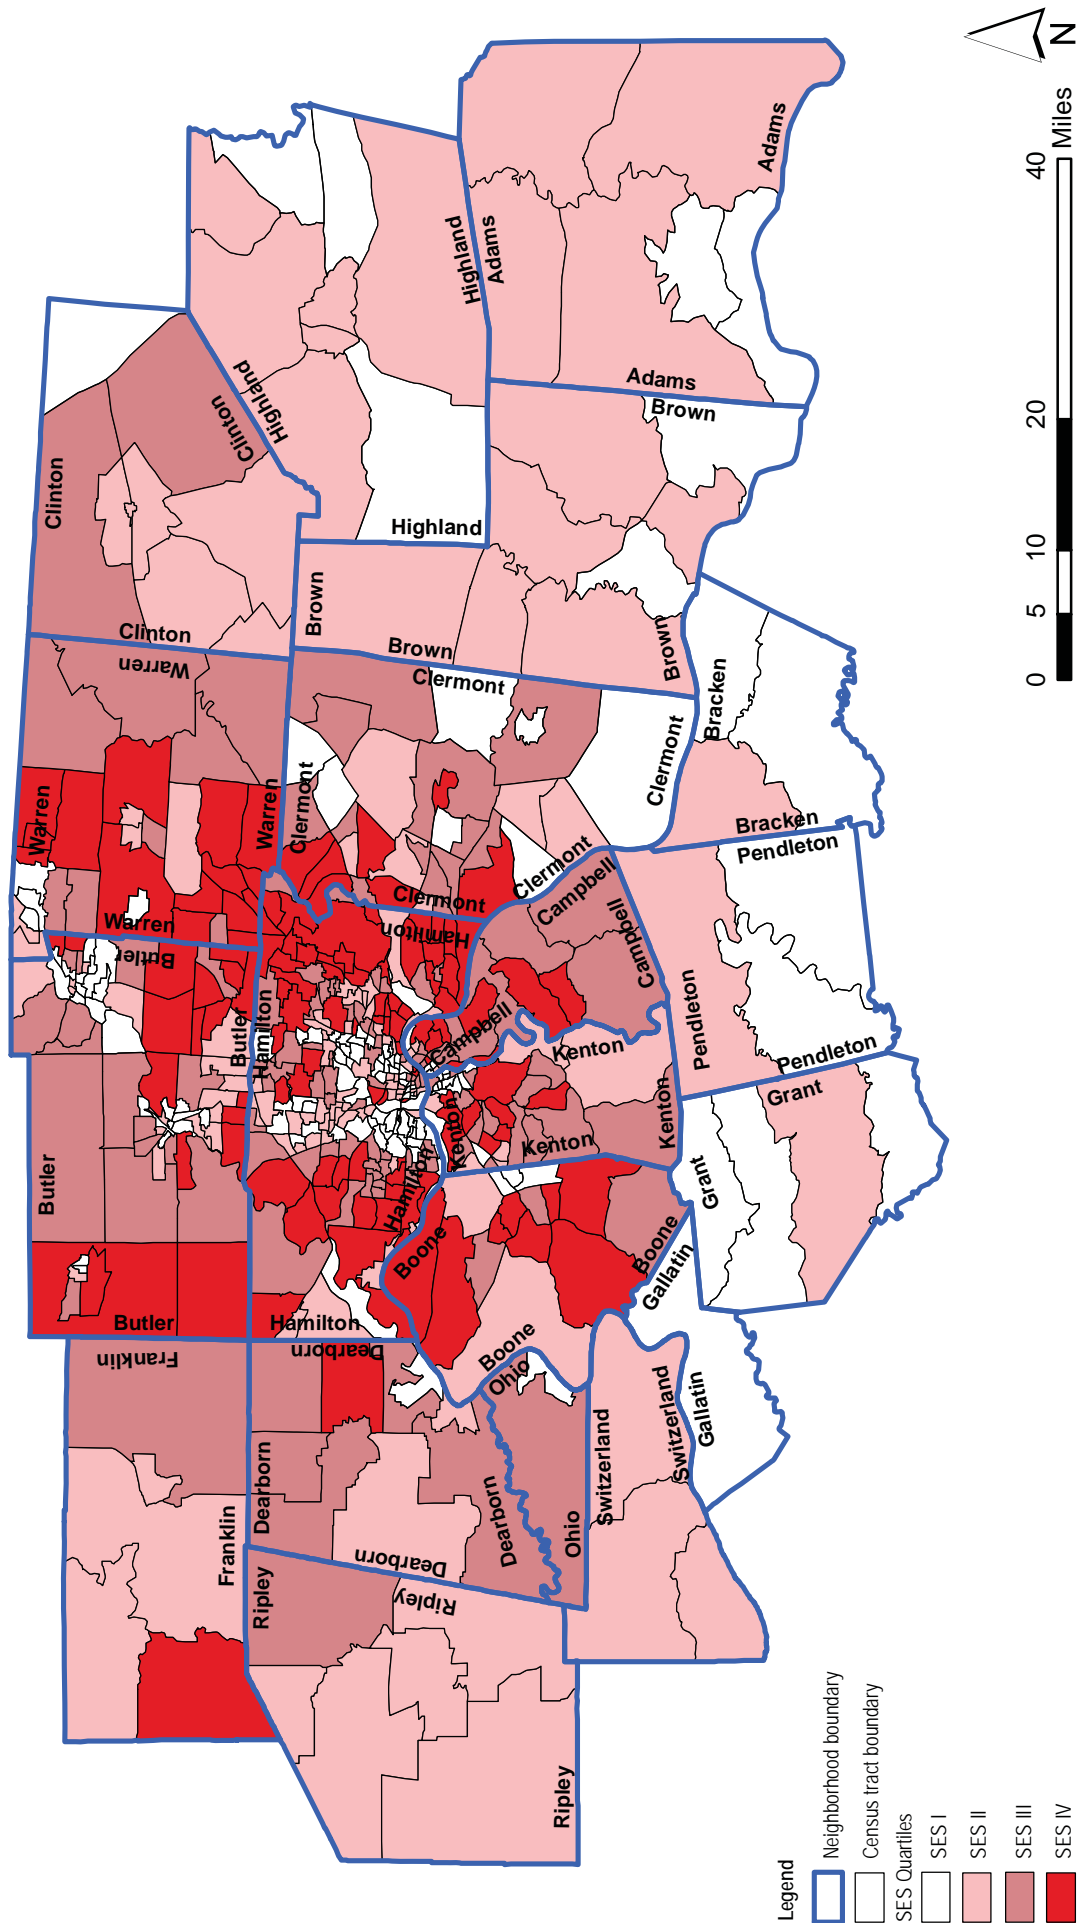 Clinton
Clinton
Clinton
Highland
Highland
Highland
Adams
Adams
Adams
Brown
Brown
Brown
Brown
Warren
Warren
Warren
Warren
Clermont
Clermont
Clermont
Clermont
Clermont
Butler
Butler
Butler
Butler
Hamilton
Hamilton
Hamilton
Hamilton
Campbell
Campbell
Campbell
Kenton
Kenton
Kenton
Kenton
Bracken
Bracken
Pendleton
Pendleton
Pendleton
Grant
Grant
Boone
Boone
Boone
Gallatin
Gallatin
Franklin
Franklin
Dearborn
Dearborn
Dearborn
Dearborn
Ohio
Ohio
Switzerland
Switzerland
Ripley
Ripley
Ripley
Legend
Neighborhood boundary
Census tract boundary
SES Quartiles
SES I
SES II
SES III
SES IV
0 5 10 20 40
Miles
N